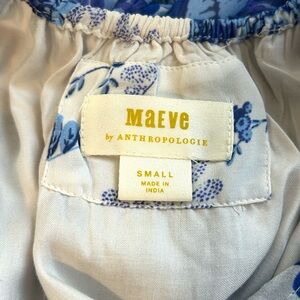 MaEVe
by ANTHROPOLOGIE
SMALL
MADE IN
INDIA